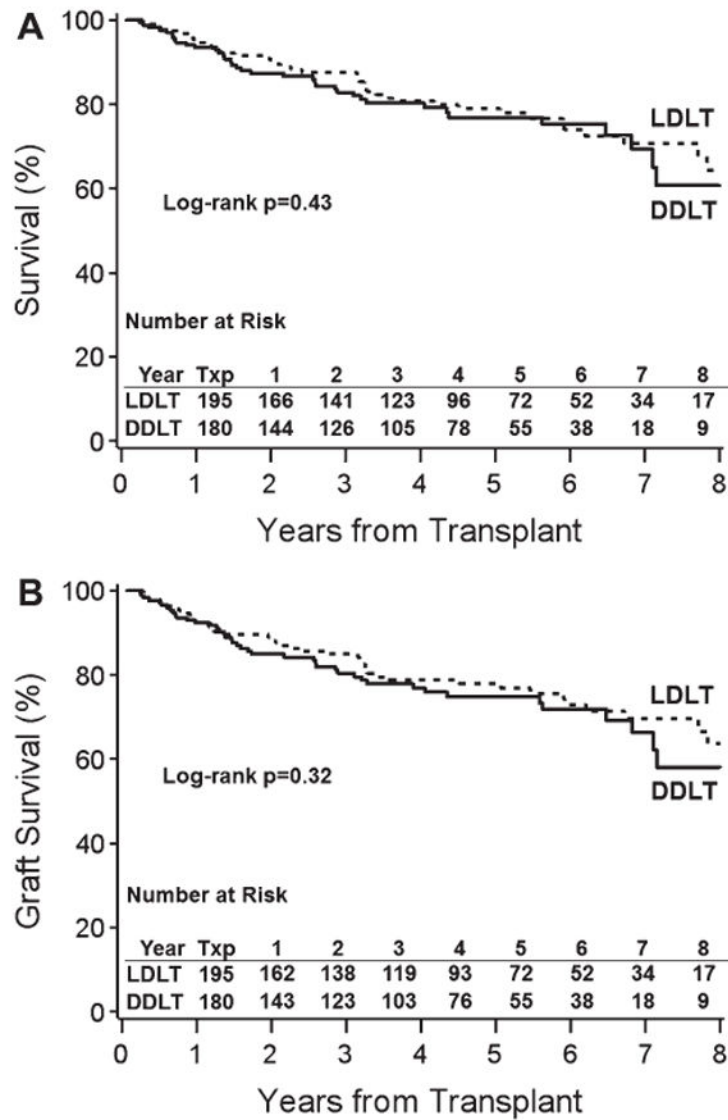 A
Survival (%)
100
80
60
40
20
0
LDLT
DDLT
Log-rank p=0.43
Number at Risk
Year Txp 1 2 3 4 5 6 7 8
LDLT 195 166 141 123 96 72 52 34 17
DDLT 180 144 126 105 78 55 38 18 9
0 1 2 3 4 5 6 7 8
Years from Transplant
B
Graft Survival (%)
100
80
60
40
20
0
LDLT
DDLT
Log-rank p=0.32
Number at Risk
Year Txp 1 2 3 4 5 6 7 8
LDLT 195 162 138 119 93 72 52 34 17
DDLT 180 143 123 103 76 55 38 18 9
0 1 2 3 4 5 6 7 8
Years from Transplant